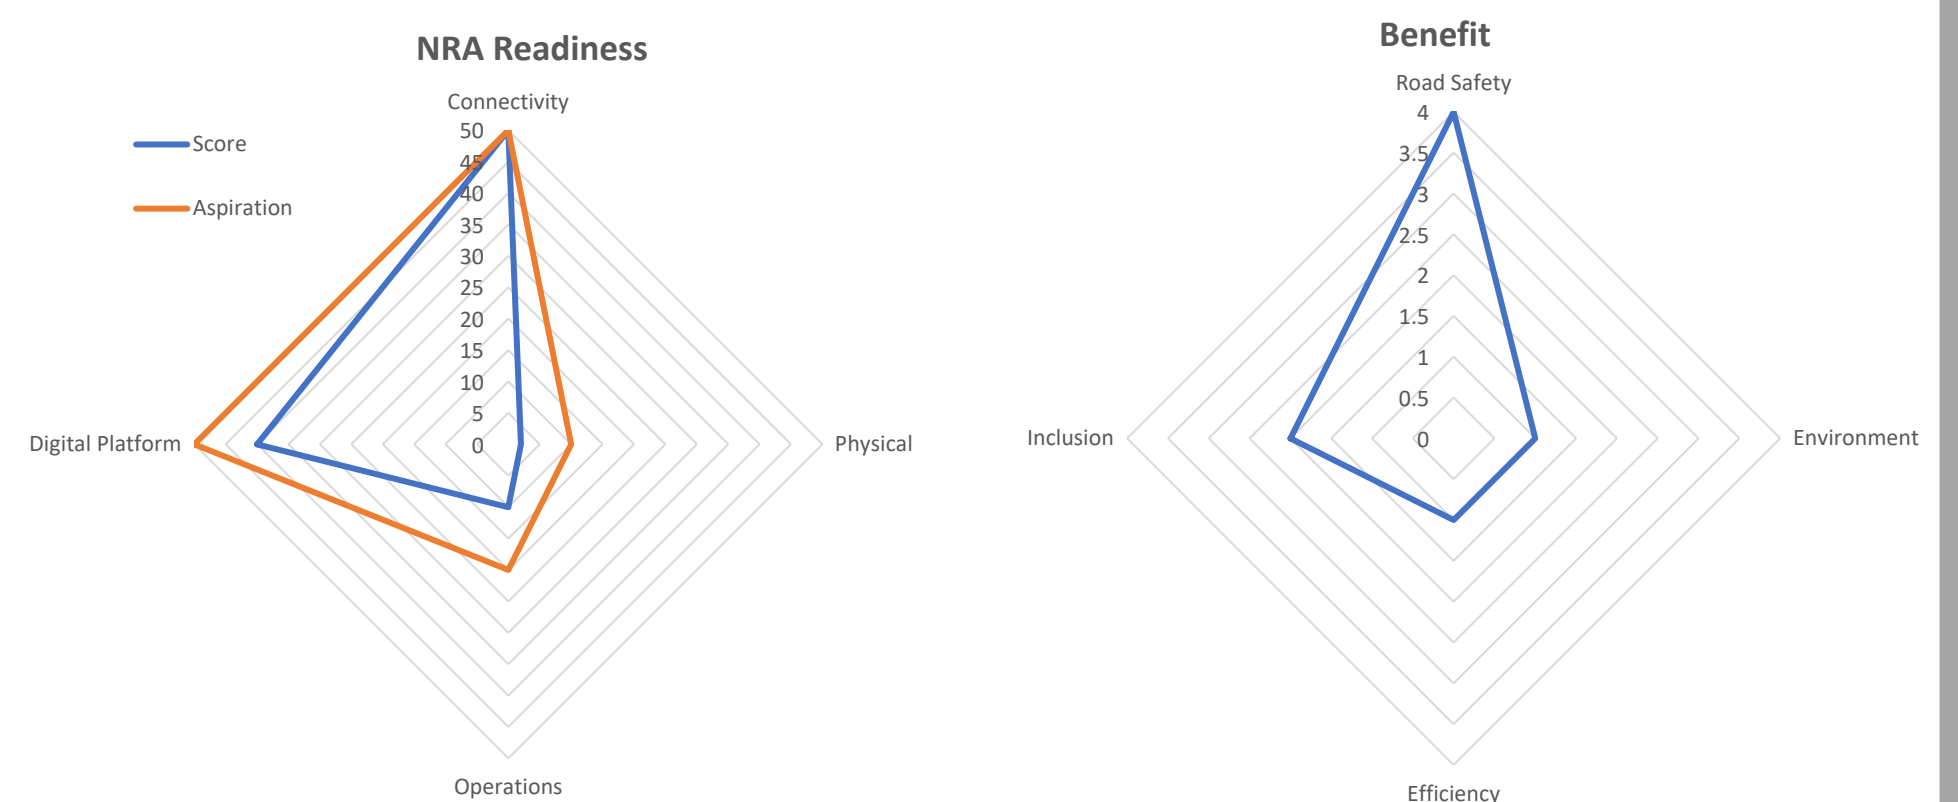 NRA Readiness
Connectivity
Score
Aspiration
50
45
40
35
30
25
20
15
10
5
0
Digital Platform
Physical
Operations
Benefit
Road Safety
4
3.5
3
2.5
2
1.5
1
0.5
0
Inclusion
Environment
Efficiency